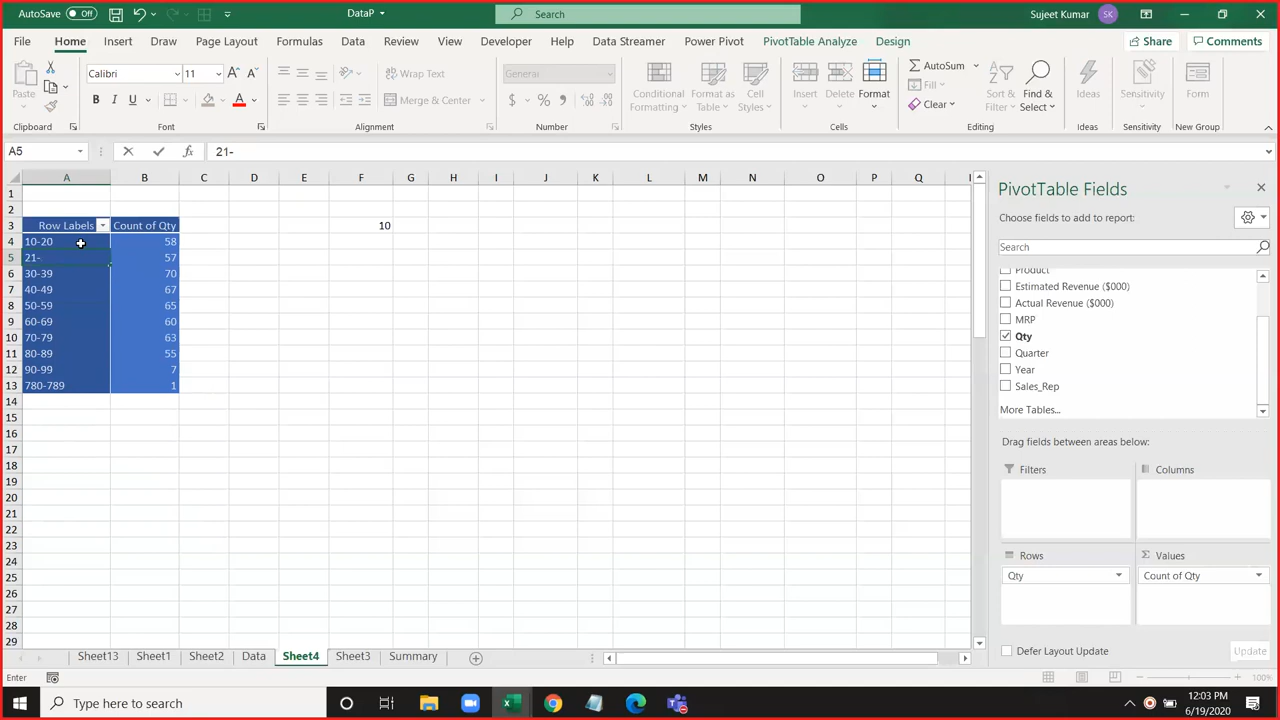 AutoSave Off DataP Search Sujeet Kumar SK
File Home Insert Draw Page Layout Formulas Data Review View Developer Help Data Streamer Power Pivot PivotTable Analyze Design Share Comments
Paste Calibri 11 Wrap Text General Conditional Formatting Format as Table Cell Styles Insert Delete Format AutoSum Fill Clear Sort & Filter Find & Select Ideas Sensitivity Form
B I U A Merge & Center $ % ,
Clipboard Font Alignment Number Styles Cells Editing Ideas Sensitivity New Group
A5 fx 21-
A B C D E F G H I J K L M N O P Q
1
2
3 Row Labels Count of Qty 10
4 10-20 58
5 21- 57
6 30-39 70
7 40-49 67
8 50-59 65
9 60-69 60
10 70-79 63
11 80-89 55
12 90-99 7
13 780-789 1
14
15
16
17
18
19
20
21
22
23
24
25
26
27
28
29
PivotTable Fields
Choose fields to add to report:
Search
Product
Estimated Revenue ($000)
Actual Revenue ($000)
MRP
Qty
Quarter
Year
Sales_Rep
More Tables...
Drag fields between areas below:
Filters Columns
Rows Σ Values
Qty Count of Qty
Defer Layout Update Update
Sheet13 Sheet1 Sheet2 Data Sheet4 Sheet3 Summary
Enter 100%
Type here to search
12:03 PM
6/19/2020